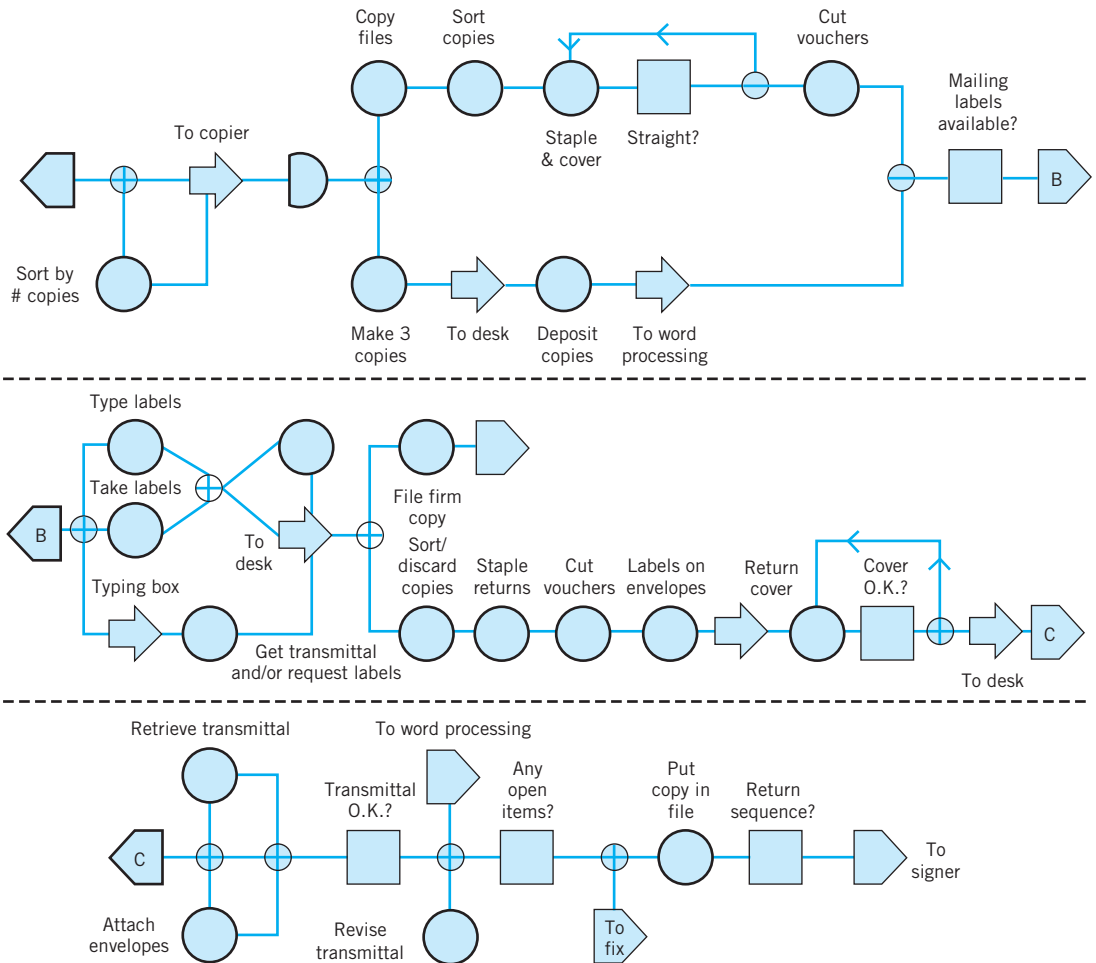 Copy
files
Sort
copies
Cut
vouchers
Mailing
labels
available?
To copier
Staple
& cover
Straight?
B
Sort by
# copies
Make 3
copies
To desk
Deposit
copies
To word
processing
Type labels
Take labels
B
To
desk
File firm
copy
Typing box
Get transmittal
and/or request labels
Sort/
discard
copies
Staple
returns
Cut
vouchers
Labels on
envelopes
Return
cover
Cover
O.K.?
C
To desk
Retrieve transmittal
To word processing
Transmittal
O.K.?
Any
open
items?
Put
copy in
file
Return
sequence?
C
To
signer
Attach
envelopes
Revise
transmittal
To
fix